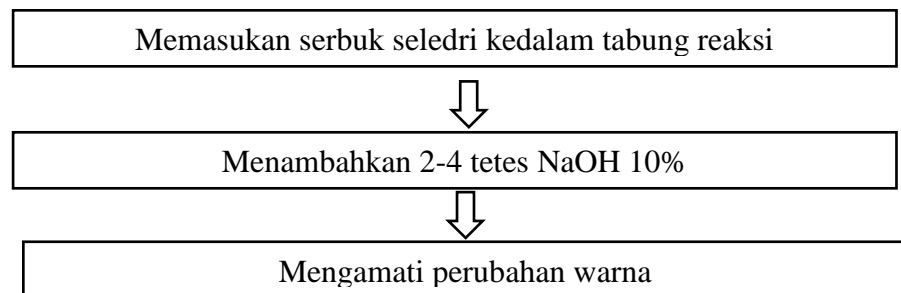 Memasukan serbuk seledri kedalam tabung reaksi
Menambahkan 2-4 tetes NaOH 10%
Mengamati perubahan warna